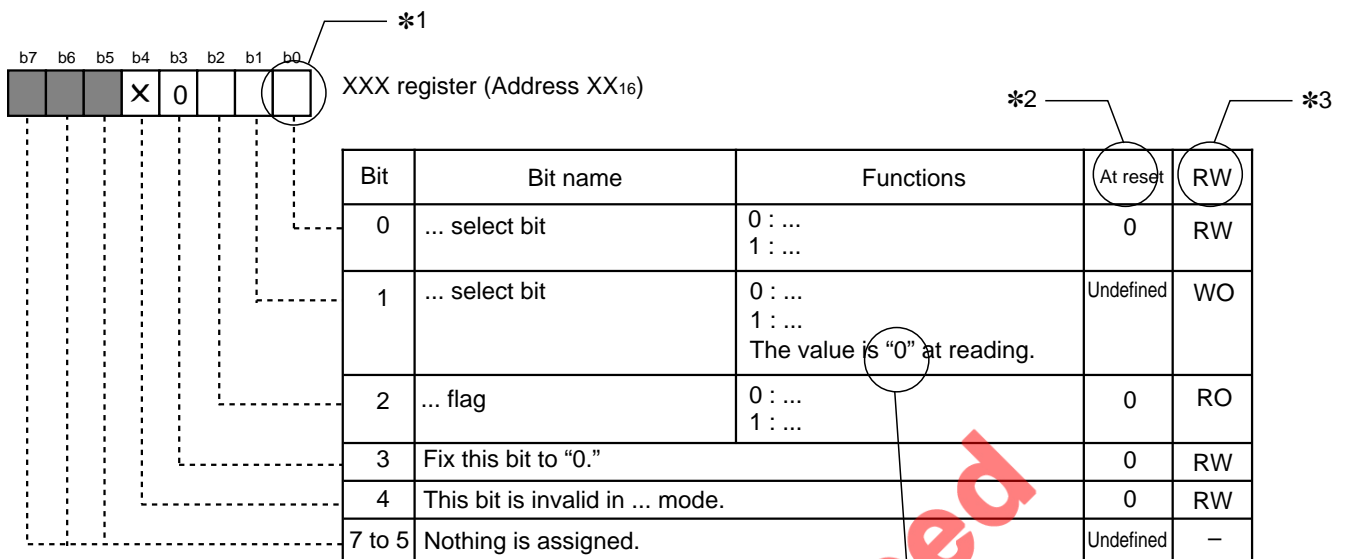 ✽1
b7 b6 b5 b4 b3 b2 b1 b0
✕ 0
XXX register (Address XX16)
✽2
✽3
Bit Bit name Functions At reset RW
0 ... select bit 0 : ... 0 RW
1 : ...
1 ... select bit 0 : ... Undefined WO
1 : ...
The value is “0” at reading.
2 ... flag 0 : ... 0 RO
1 : ...
3 Fix this bit to “0.” 0 RW
4 This bit is invalid in ... mode. 0 RW
7 to 5 Nothing is assigned. Undefined –